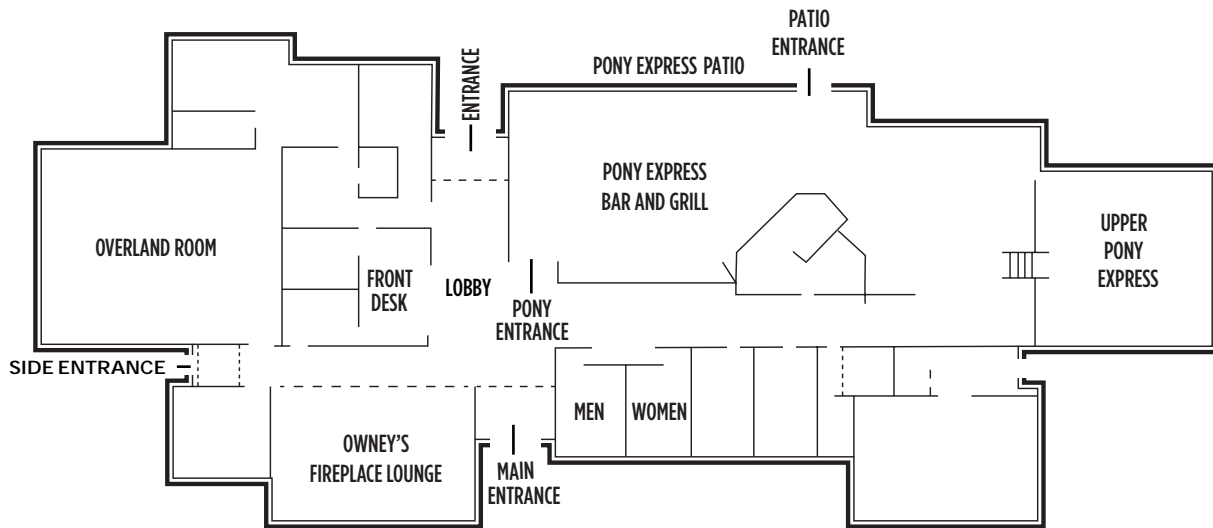 PATIO
ENTRANCE
ENTRANCE
PONY EXPRESS PATIO
PONY EXPRESS
BAR AND GRILL
OVERLAND ROOM
UPPER
PONY
EXPRESS
FRONT
DESK
LOBBY
PONY
ENTRANCE
SIDE ENTRANCE
MEN
WOMEN
OWNEY'S
FIREPLACE LOUNGE
MAIN
ENTRANCE